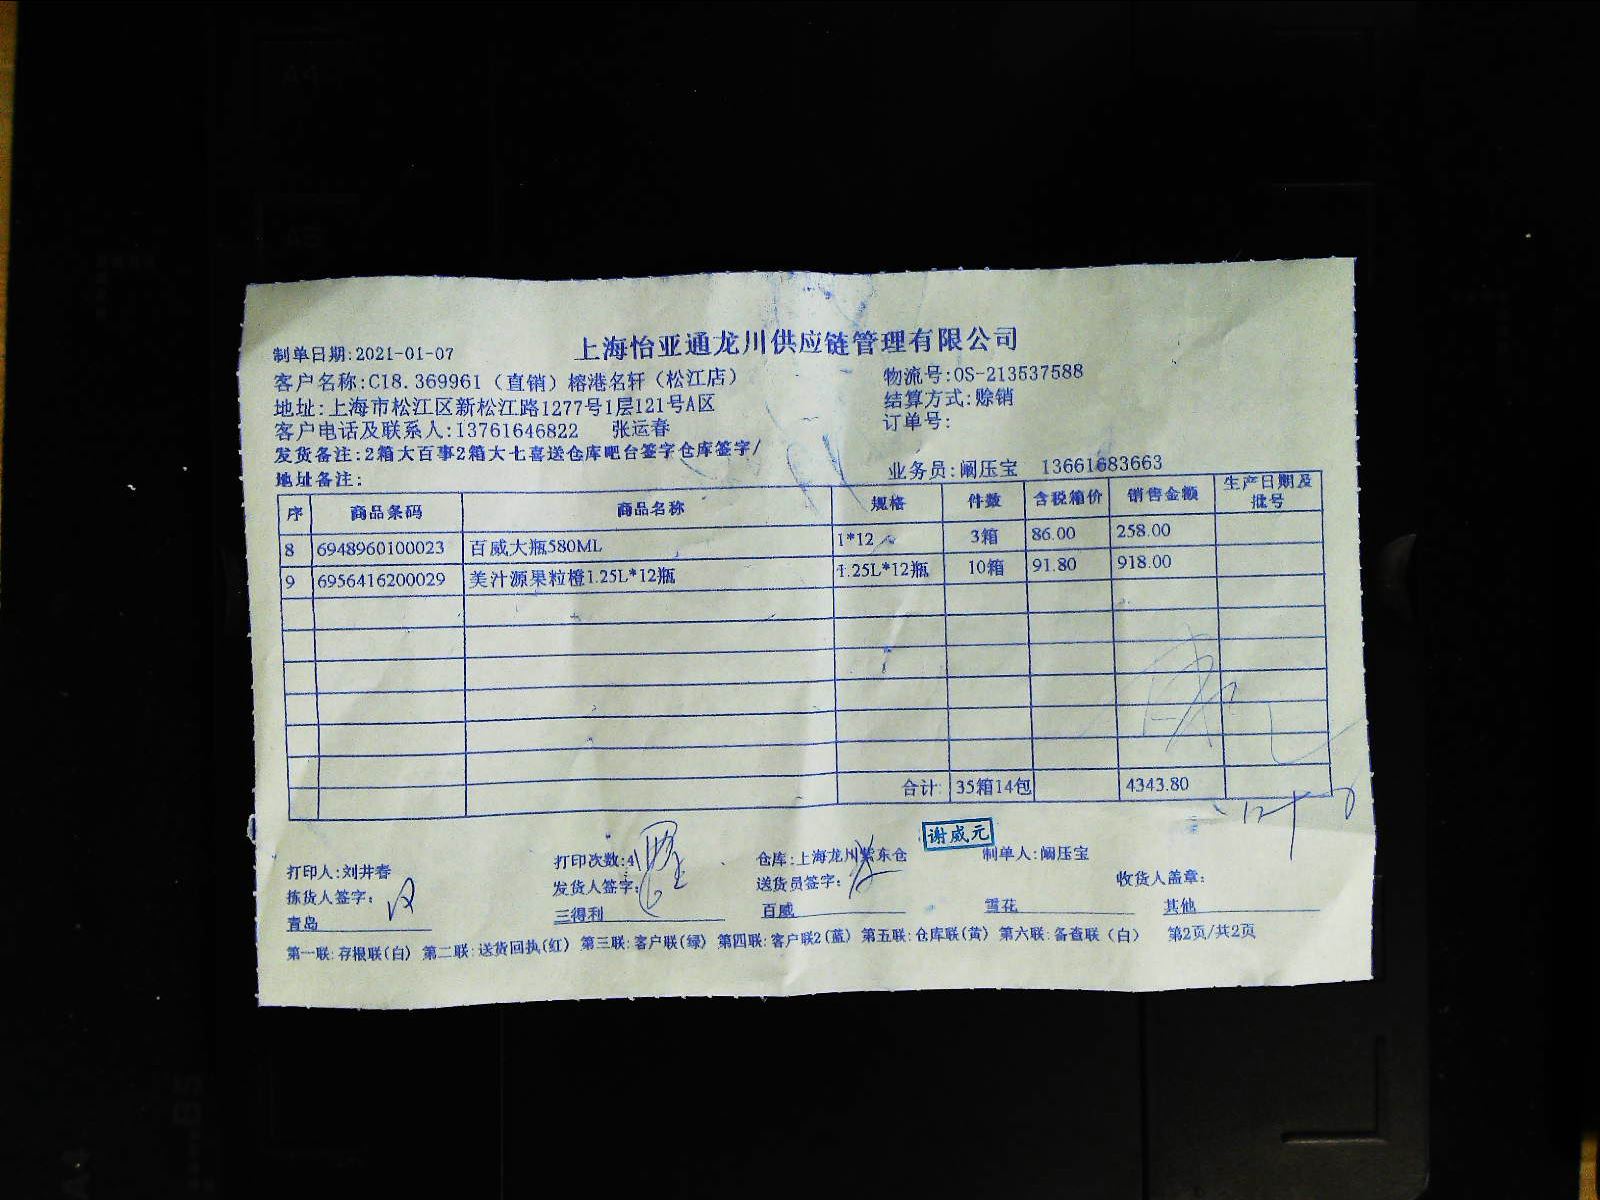 上海怡亚通龙川供应链管理有限公司
制单日期:2021-01-07
客户名称:C18.369961（直销）榕港名轩（松江店） 物流号:OS-213537588
地址:上海市松江区新松江路1277号1层121号A区 结算方式:赊销
客户电话及联系人:13761646822 张运春 订单号:
发货备注:2箱大百事2箱大七喜送仓库吧台签字仓库签字/
地址备注: 业务员:阚压宝 13661683663
序 商品条码 商品名称 规格 件数 含税箱价 销售金额 生产日期及批号
8 6948960100023 百威大瓶580ML 1*12 3箱 86.00 258.00
9 6956416200029 美汁源果粒橙1.25L*12瓶 1.25L*12瓶 10箱 91.80 918.00
合计: 35箱14包 4343.80
谢威元
打印人:刘井春 打印次数:4 仓库:上海龙川紫东仓 制单人:阚压宝
拣货人签字: 发货人签字: 送货员签字: 收货人盖章:
青岛 三得利 百威 雪花 其他
第一联:存根联(白) 第二联:送货回执(红) 第三联:客户联(绿) 第四联:客户联2(蓝) 第五联:仓库联(黄) 第六联:备查联(白) 第2页/共2页